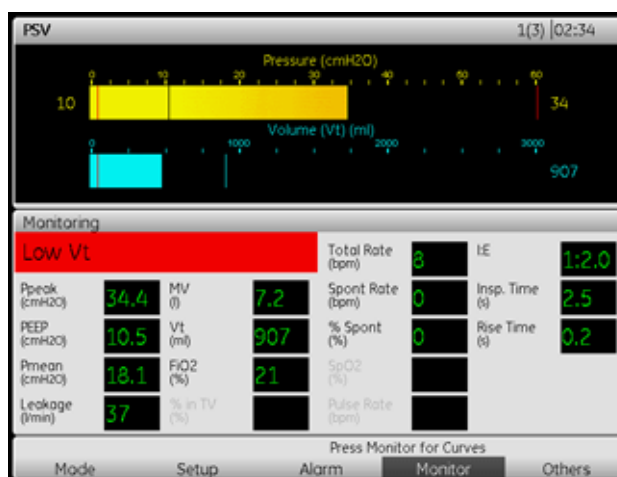 PSV 1(3) | 02:34
Pressure (cmH2O)
0 10 20 30 40 50 60
10 34
Volume (Vt) (ml)
0 1000 2000 3000
907
Monitoring
Low Vt
Total Rate (bpm) 8 I:E 1:2.0
Ppeak (cmH2O) 34.4 MV (l) 7.2 Spont Rate (bpm) 0 Insp. Time (s) 2.5
PEEP (cmH2O) 10.5 Vt (ml) 907 % Spont (%) 0 Rise Time (s) 0.2
Pmean (cmH2O) 18.1 FiO2 (%) 21 SpO2 (%)
Leakage (l/min) 37 % in TV (%) Pulse Rate (bpm)
Press Monitor for Curves
Mode Setup Alarm Monitor Others